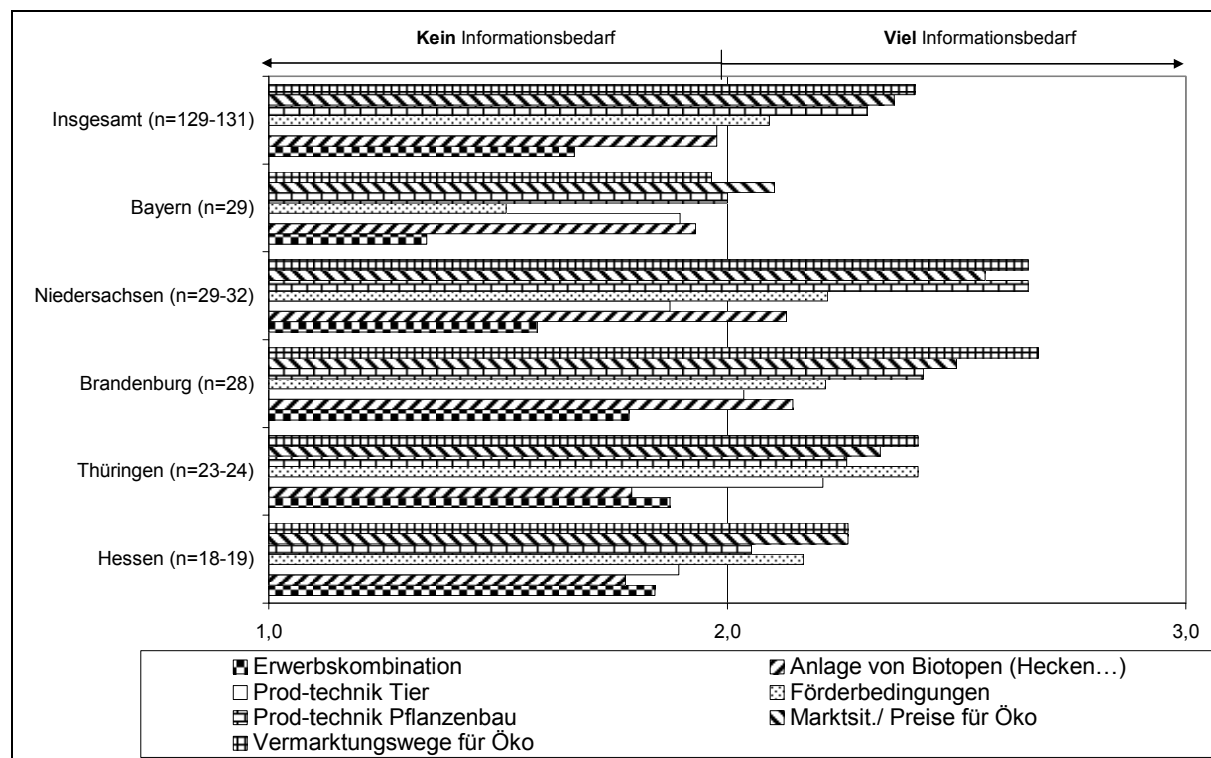 Kein Informationsbedarf Viel Informationsbedarf
Insgesamt (n=129-131)
Bayern (n=29)
Niedersachsen (n=29-32)
Brandenburg (n=28)
Thüringen (n=23-24)
Hessen (n=18-19)
1,0 2,0 3,0
Erwerbskombination Anlage von Biotopen (Hecken…)
Prod-technik Tier Förderbedingungen
Prod-technik Pflanzenbau Marktsit./ Preise für Öko
Vermarktungswege für Öko